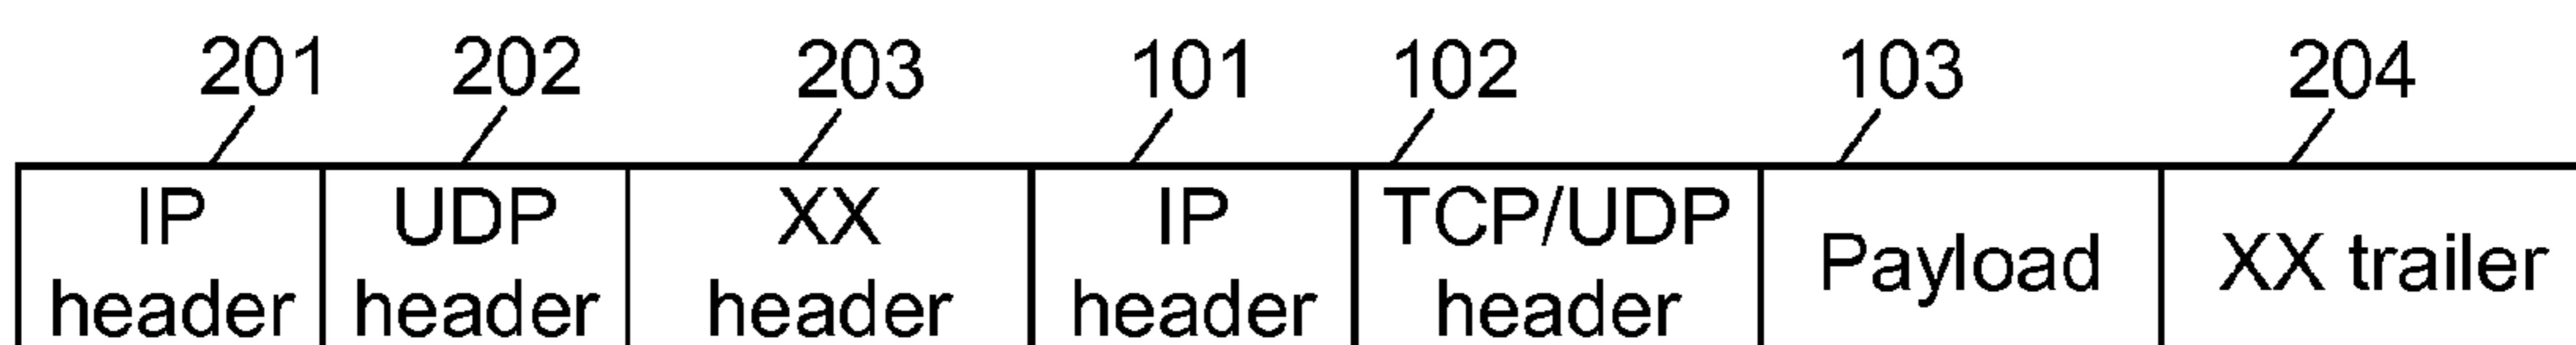 201 202 203 101 102 103 204
IP UDP XX IP TCP/UDP Payload XX trailer
header header header header header